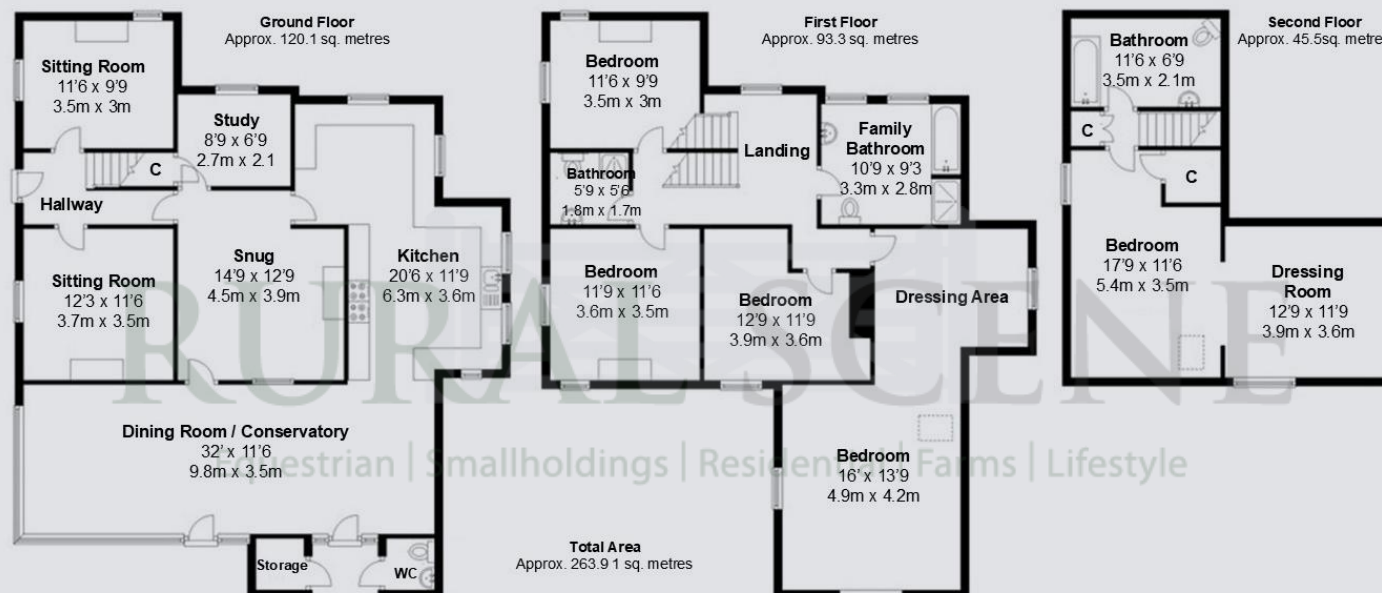 Ground Floor
Approx. 120.1 sq. metres
Sitting Room
11'6 x 9'9
3.5m x 3m
Study
8'9 x 6'9
2.7m x 2.1
C
Hallway
Sitting Room
12'3 x 11'6
3.7m x 3.5m
Snug
14'9 x 12'9
4.5m x 3.9m
Kitchen
20'6 x 11'9
6.3m x 3.6m
Dining Room / Conservatory
32' x 11'6
9.8m x 3.5m
Storage
WC
First Floor
Approx. 93.3 sq. metres
Bedroom
11'6 x 9'9
3.5m x 3m
Landing
Family
Bathroom
10'9 x 9'3
3.3m x 2.8m
Bathroom
5'9 x 5'6
1.8m x 1.7m
Bedroom
11'9 x 11'6
3.6m x 3.5m
Bedroom
12'9 x 11'9
3.9m x 3.6m
Dressing Area
Bedroom
16' x 13'9
4.9m x 4.2m
Second Floor
Approx. 45.5sq. metre
Bathroom
11'6 x 6'9
3.5m x 2.1m
C
C
Bedroom
17'9 x 11'6
5.4m x 3.5m
Dressing
Room
12'9 x 11'9
3.9m x 3.6m
Total Area
Approx. 263.9 1 sq. metres
RURAL SCENE
Equestrian | Smallholdings | Residential | Farms | Lifestyle